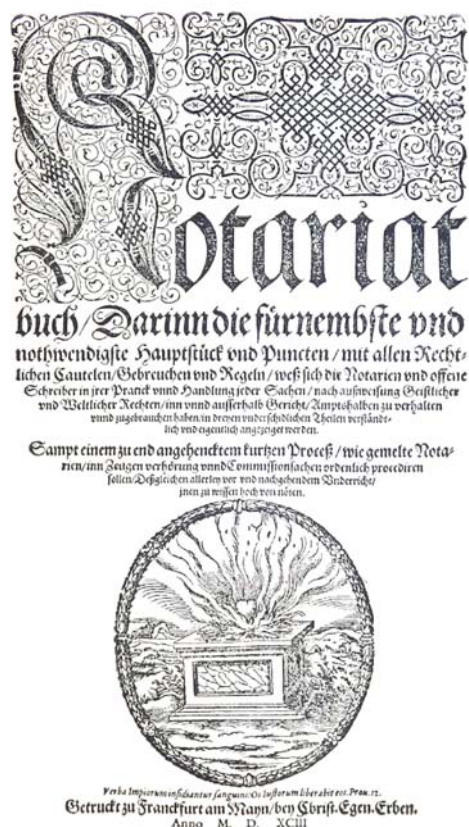 Notariat
buch / Darinn die fürnembste vnd
nothwendigste Hauptstück vnd Puncten / mit allen Recht-
lichen Cautelen / Gebreuchen vnd Regeln / weß sich die Notarien vnd offene
Schreiber in jrer Pratick vnnd Handlung jeder Sachen / nach außweisung Geistlicher
vnd Weltlicher Rechten / inn vnnd ausserhalb Gericht / Amptshalben zu verhalten
vnnd zugebrauchen haben / in dreyen vnderschidlichen Theilen verständt-
lich vnd eigentlich angezeiget werden.
Sampt einem zu end angehencktem kurtzen Proceß / wie gemelte Nota-
rien / inn Zeugen verhörung vnnd Commissionsachen ordenlich procediren
sollen / Deßgleichen allerley vor vnd nachgehendem Vnderricht /
jnen zu wissen hoch von nöten.
Verba Impiorum insidiantur sanguini: Os Iustorum liberabit eos. Prou. 12.
Getruckt zu Franckfurt am Mayn / bey Christ. Egen. Erben.
Anno M. D. XCIII